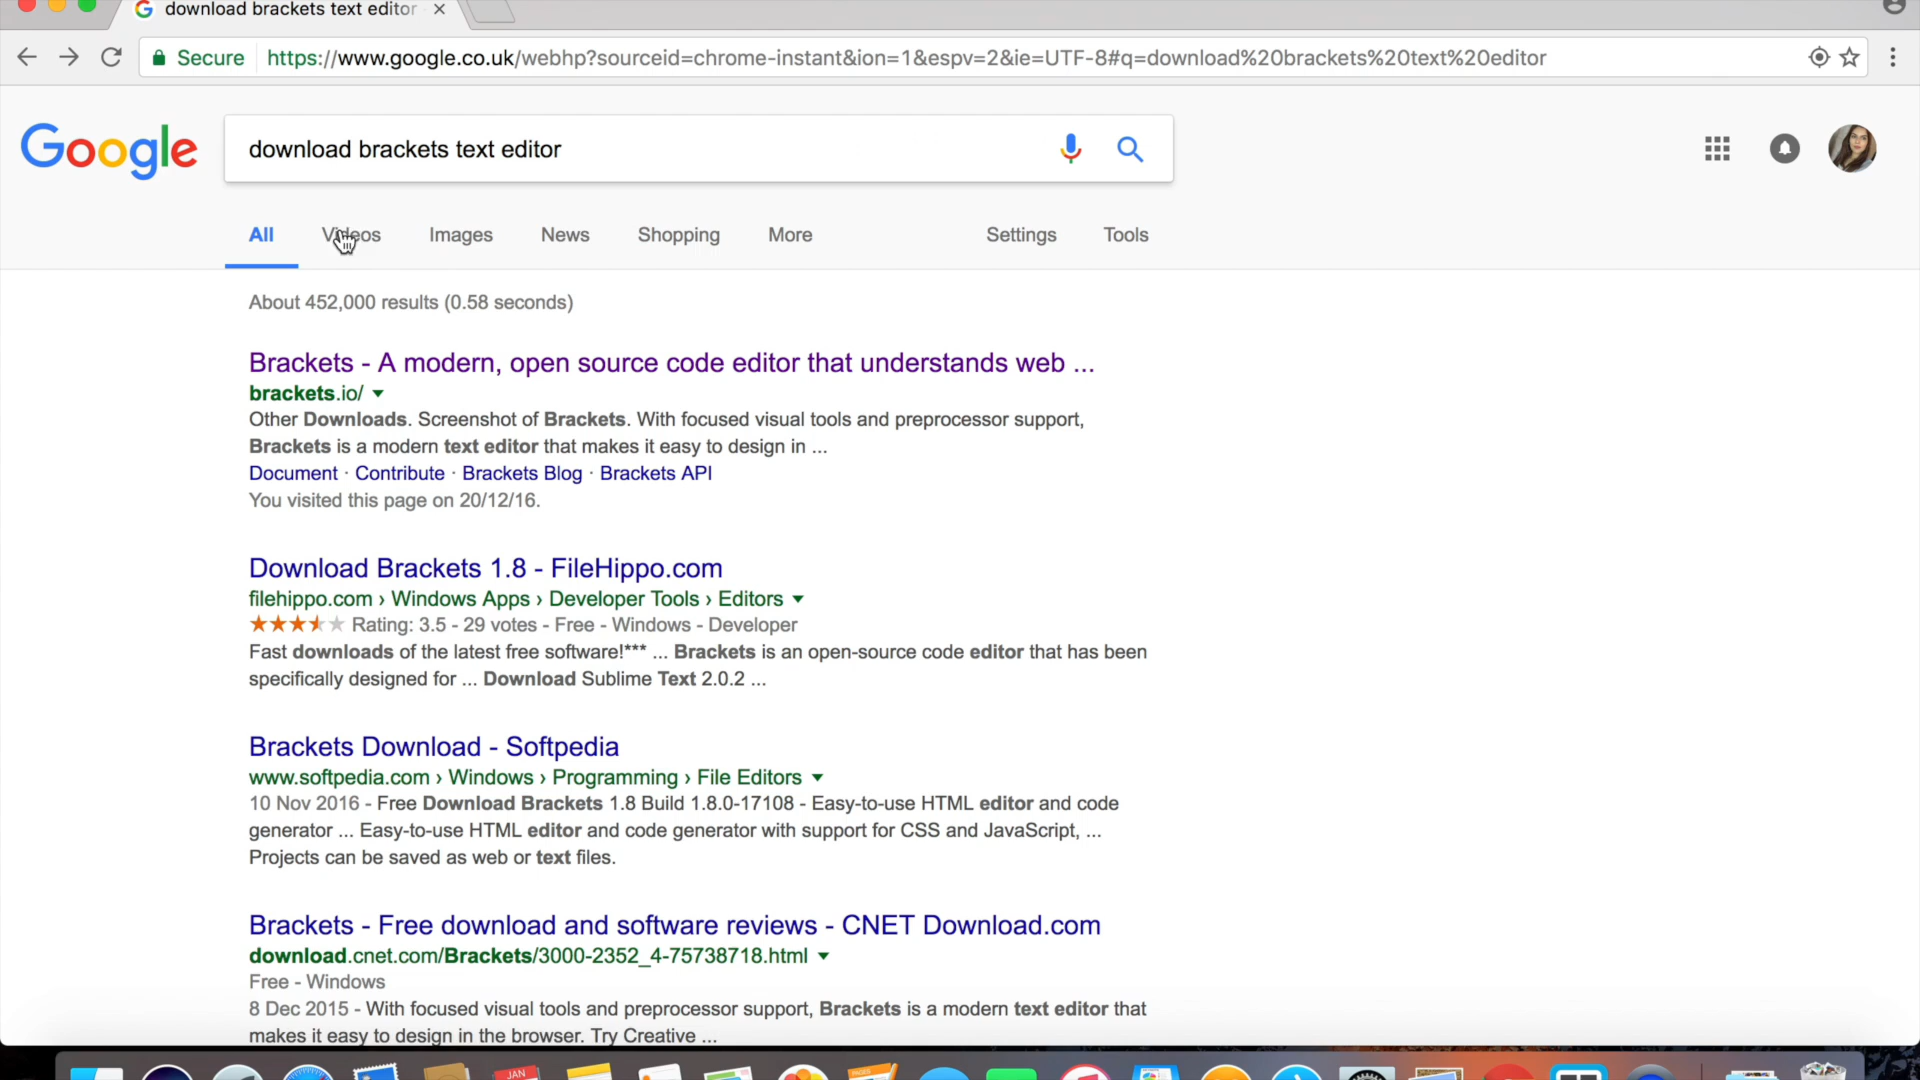 download brackets text editor
Secure https://www.google.co.uk/webhp?sourceid=chrome-instant&ion=1&espv=2&ie=UTF-8#q=download%20brackets%20text%20editor
Google download brackets text editor
All Videos Images News Shopping More Settings Tools
About 452,000 results (0.58 seconds)
Brackets - A modern, open source code editor that understands web ...
brackets.io/
Other Downloads. Screenshot of Brackets. With focused visual tools and preprocessor support,
Brackets is a modern text editor that makes it easy to design in ...
Document · Contribute · Brackets Blog · Brackets API
You visited this page on 20/12/16.
Download Brackets 1.8 - FileHippo.com
filehippo.com › Windows Apps › Developer Tools › Editors
Rating: 3.5 - 29 votes - Free - Windows - Developer
Fast downloads of the latest free software!*** ... Brackets is an open-source code editor that has been
specifically designed for ... Download Sublime Text 2.0.2 ...
Brackets Download - Softpedia
www.softpedia.com › Windows › Programming › File Editors
10 Nov 2016 - Free Download Brackets 1.8 Build 1.8.0-17108 - Easy-to-use HTML editor and code
generator ... Easy-to-use HTML editor and code generator with support for CSS and JavaScript, ...
Projects can be saved as web or text files.
Brackets - Free download and software reviews - CNET Download.com
download.cnet.com/Brackets/3000-2352_4-75738718.html
Free - Windows
8 Dec 2015 - With focused visual tools and preprocessor support, Brackets is a modern text editor that
makes it easy to design in the browser. Try Creative ...
JAN PAGES